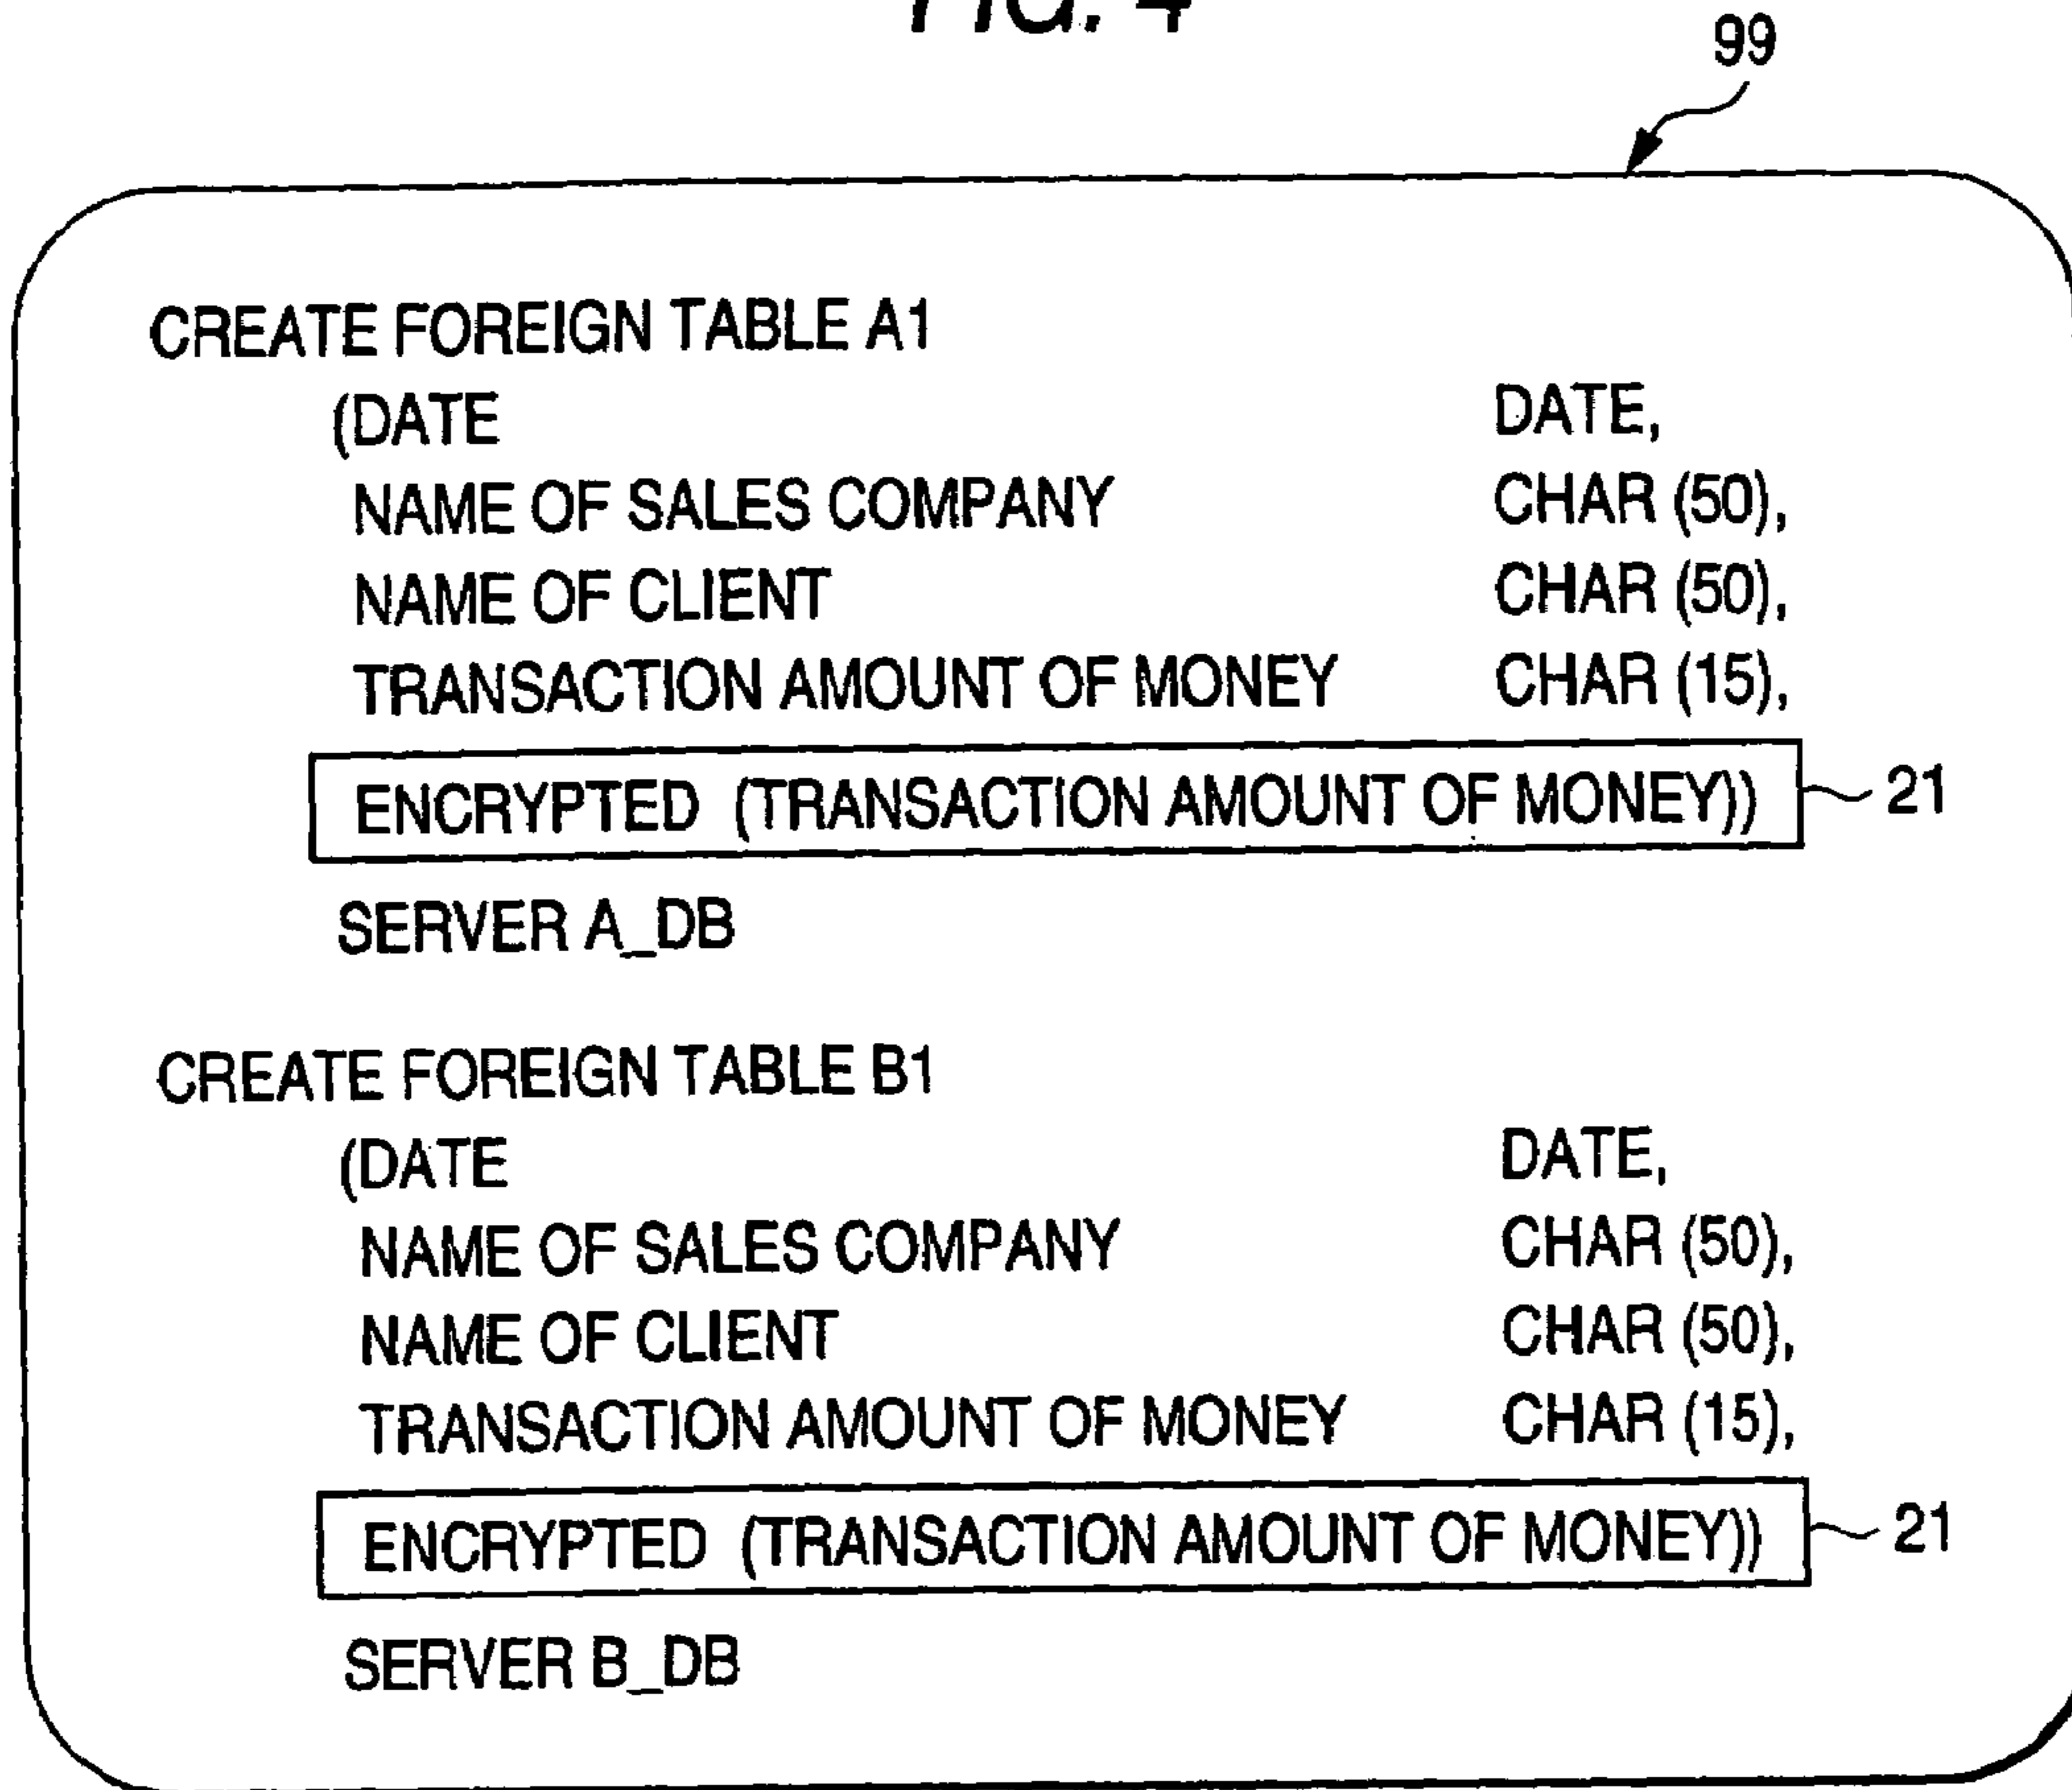 FIG. 4
99
CREATE FOREIGN TABLE A1
(DATE DATE,
NAME OF SALES COMPANY CHAR (50),
NAME OF CLIENT CHAR (50),
TRANSACTION AMOUNT OF MONEY CHAR (15),
ENCRYPTED (TRANSACTION AMOUNT OF MONEY)) 21
SERVER A_DB
CREATE FOREIGN TABLE B1
(DATE DATE,
NAME OF SALES COMPANY CHAR (50),
NAME OF CLIENT CHAR (50),
TRANSACTION AMOUNT OF MONEY CHAR (15),
ENCRYPTED (TRANSACTION AMOUNT OF MONEY)) 21
SERVER B_DB